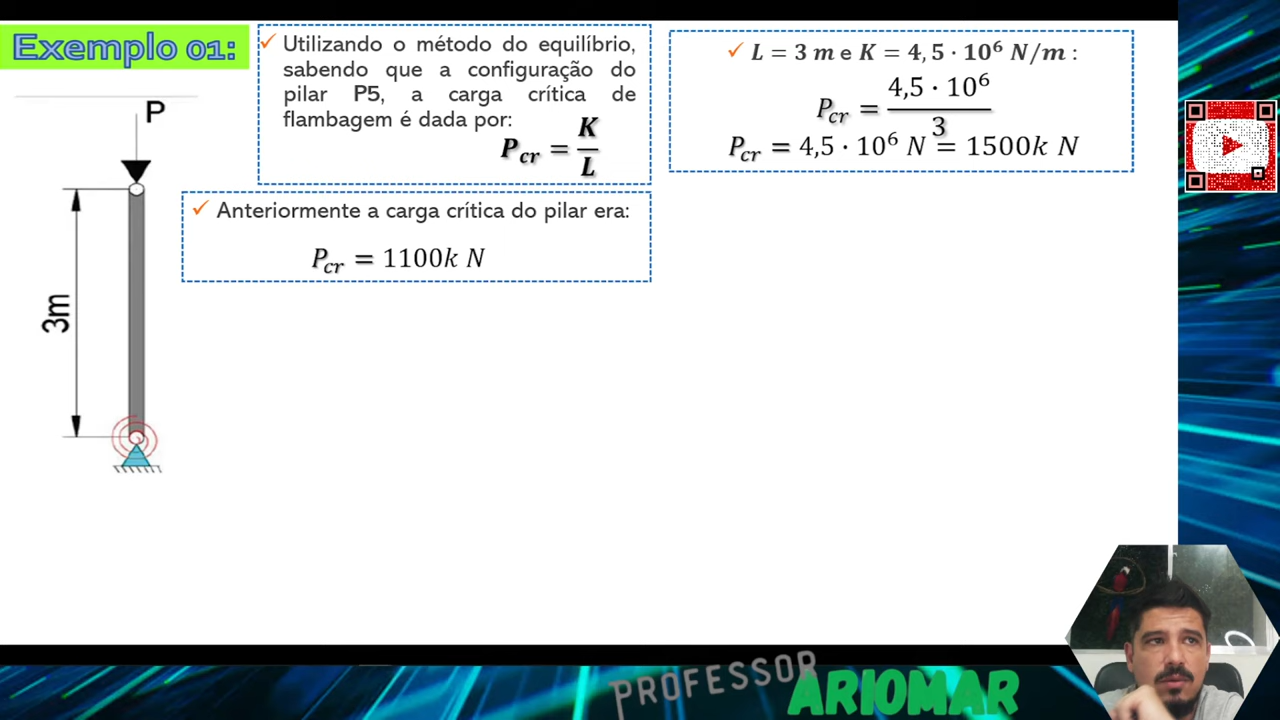 Exemplo 01:
P
3m
✓ Utilizando o método do equilíbrio,
sabendo que a configuração do
pilar P5, a carga crítica de
flambagem é dada por:
P_cr = K/L
✓ Anteriormente a carga crítica do pilar era:
P_cr = 1100k N
✓ L = 3 m e K = 4,5 · 10⁶ N/m :
P_cr = 4,5 · 10⁶ / 3
P_cr = 4,5 · 10⁶ N = 1500k N
PROFESSOR
ARIOMAR